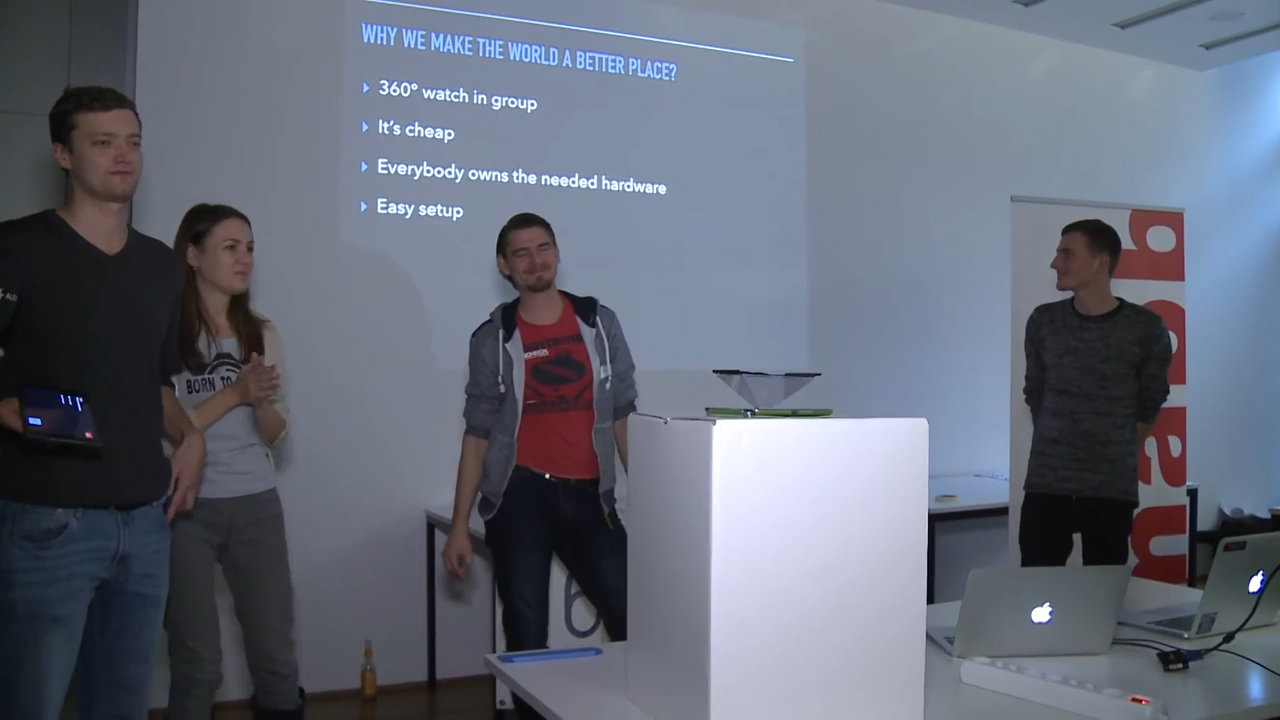 WHY WE MAKE THE WORLD A BETTER PLACE?
360° watch in group
It's cheap
Everybody owns the needed hardware
Easy setup
BORN TO
6